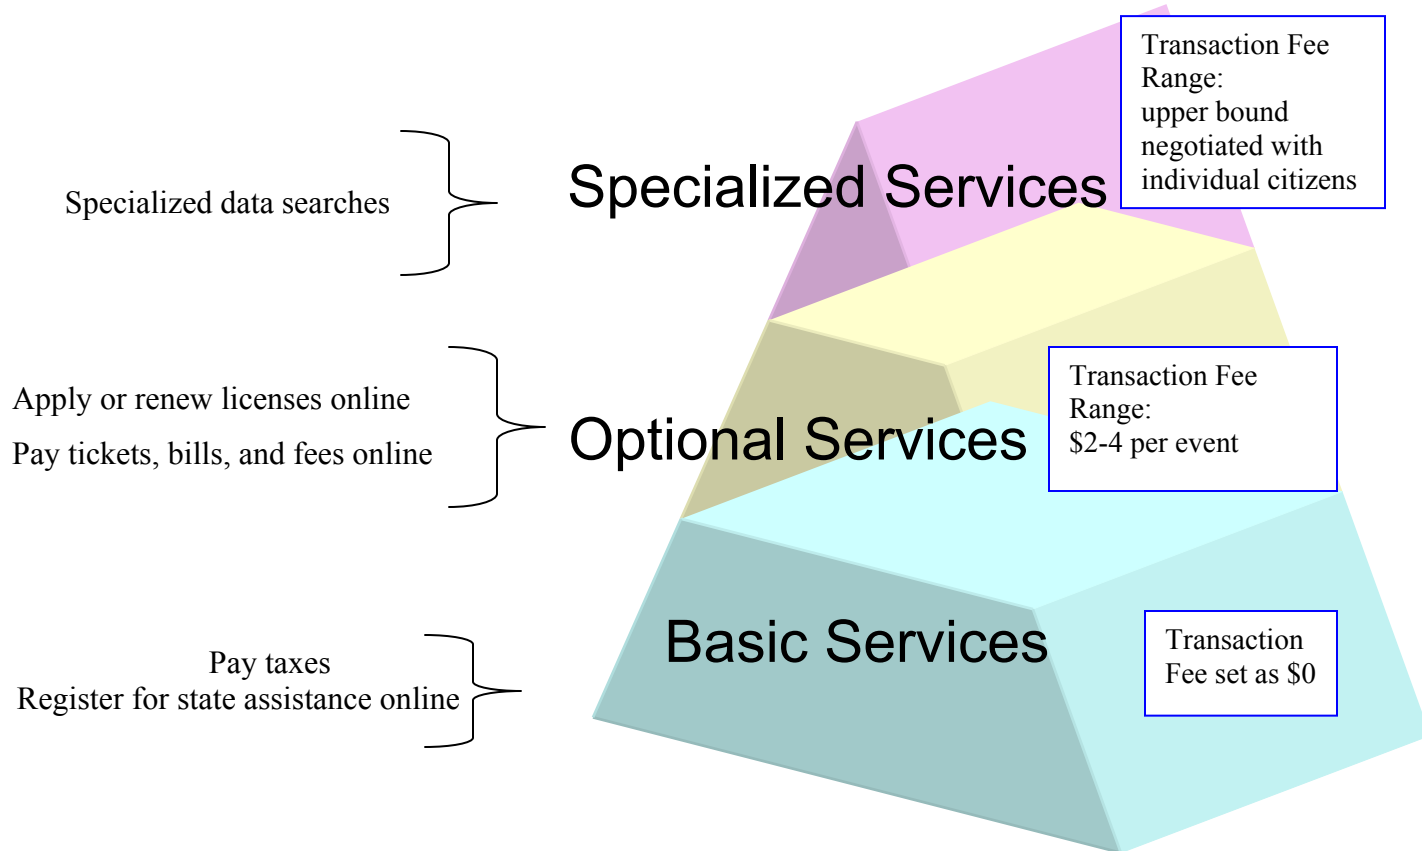 Specialized data searches
Specialized Services
Transaction Fee
Range:
upper bound
negotiated with
individual citizens
Apply or renew licenses online
Pay tickets, bills, and fees online
Optional Services
Transaction Fee
Range:
$2-4 per event
Pay taxes
Register for state assistance online
Basic Services
Transaction
Fee set as $0